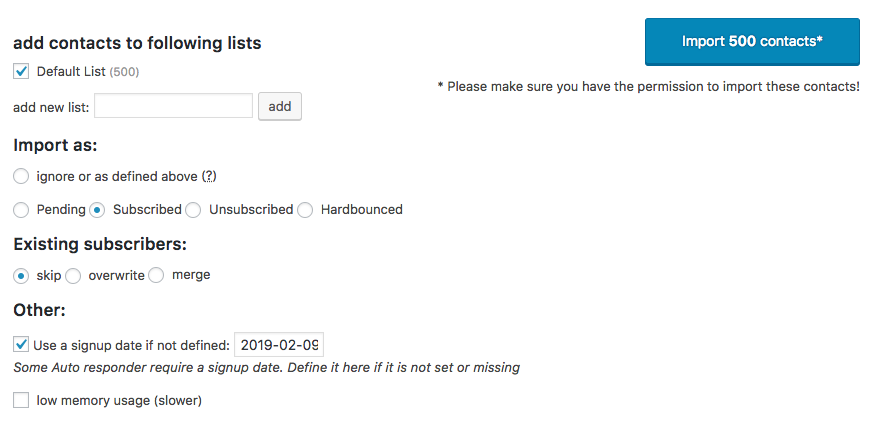 Import 500 contacts*
add contacts to following lists
Default List (500)
* Please make sure you have the permission to import these contacts!
add new list: add
Import as:
ignore or as defined above (?)
Pending Subscribed Unsubscribed Hardbounced
Existing subscribers:
skip overwrite merge
Other:
Use a signup date if not defined: 2019-02-09
Some Auto responder require a signup date. Define it here if it is not set or missing
low memory usage (slower)